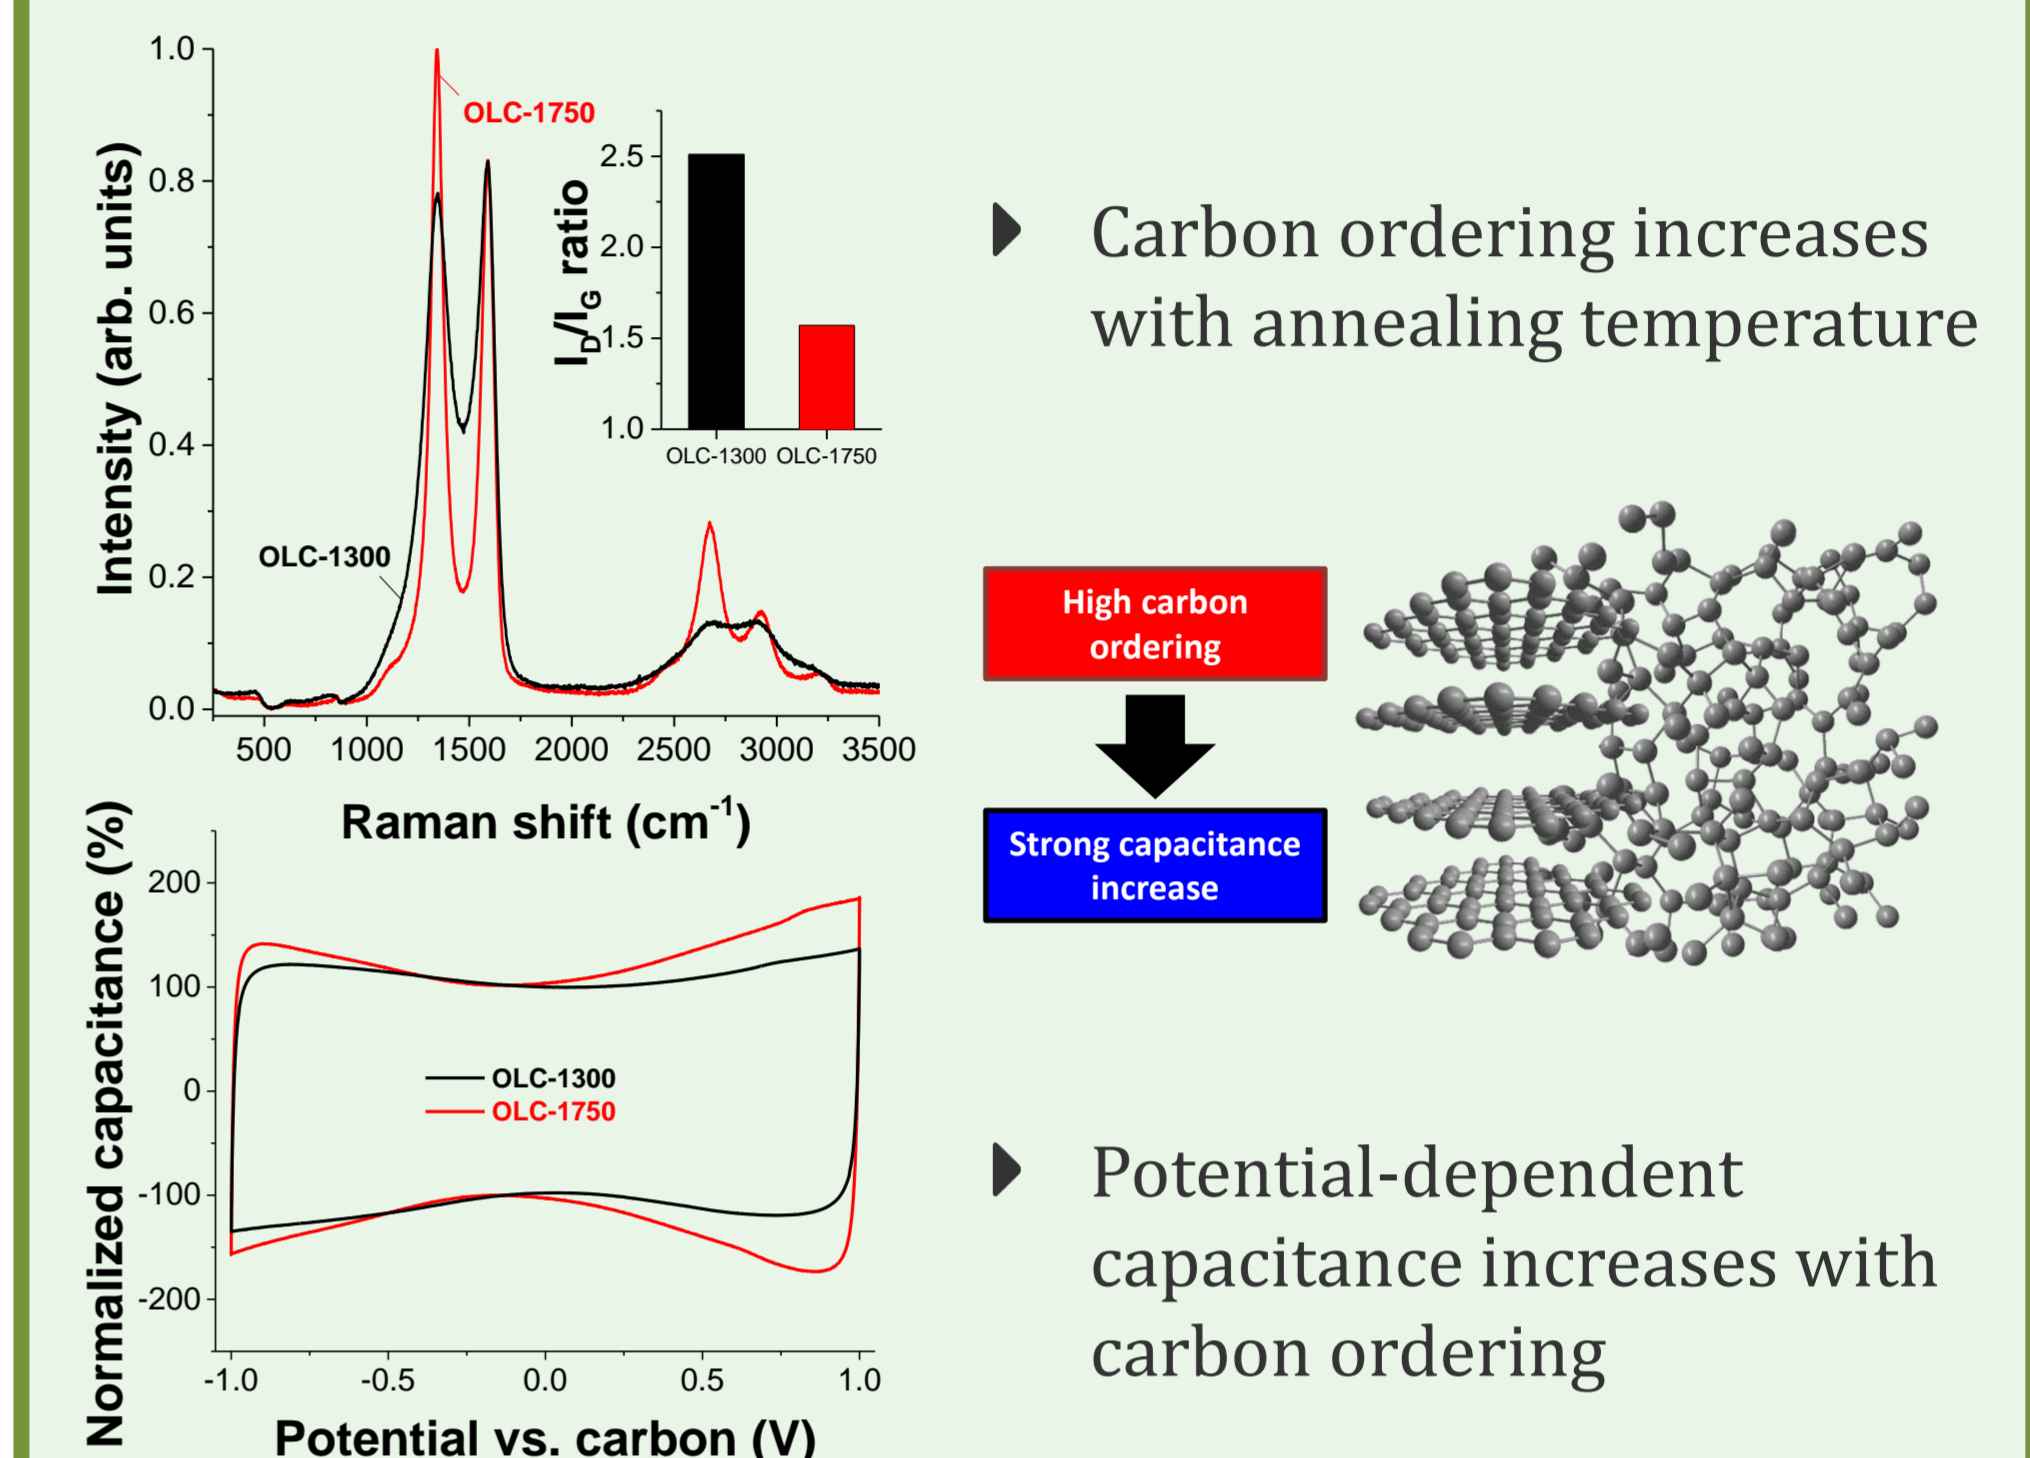 1.0
0.8
0.6
0.4
0.2
0.0
Intensity (arb. units)
OLC-1750
OLC-1300
500 1000 1500 2000 2500 3000 3500
Raman shift (cm⁻¹)
2.5
2.0
1.5
1.0
I_D/I_G ratio
OLC-1300 OLC-1750
Carbon ordering increases
with annealing temperature
High carbon
ordering
Strong capacitance
increase
200
100
0
-100
-200
Normalized capacitance (%)
OLC-1300
OLC-1750
-1.0 -0.5 0.0 0.5 1.0
Potential vs. carbon (V)
Potential-dependent
capacitance increases with
carbon ordering